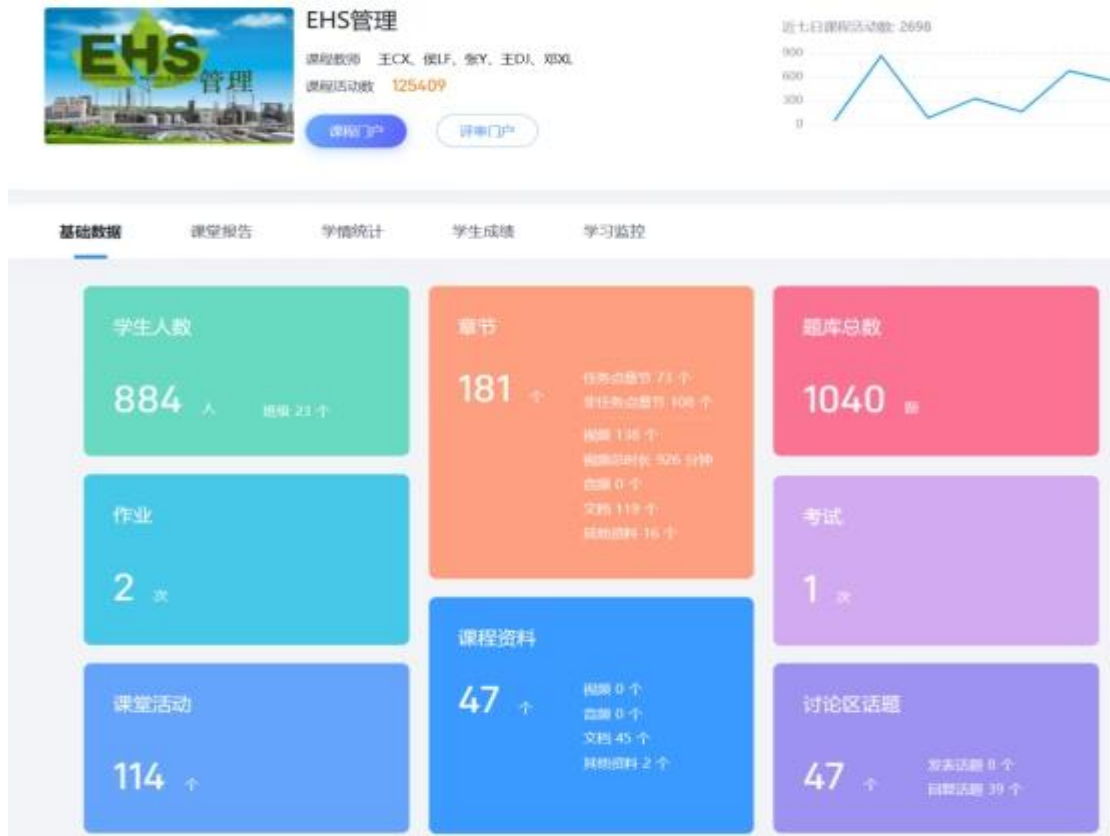 EHS
管理
EHS管理
课程教师 王CX、侯LF、张Y、王DJ、邓XL
课程活动数 125409
课程门户 评审门户
近七日课程活动数: 2698
900
600
300
0
基础数据 课堂报告 学情统计 学生成绩 学习监控
学生人数
884 人 班级 23 个
章节
181 个
任务点章节 73 个
非任务点章节 108 个
视频 138 个
视频总时长 926 分钟
音频 0 个
文档 119 个
其他资料 16 个
题库总数
1040 题
作业
2 次
考试
1 次
课程资料
47 个
视频 0 个
音频 0 个
文档 45 个
其他资料 2 个
课堂活动
114 个
讨论区话题
47 个
发表话题 8 个
回复话题 39 个